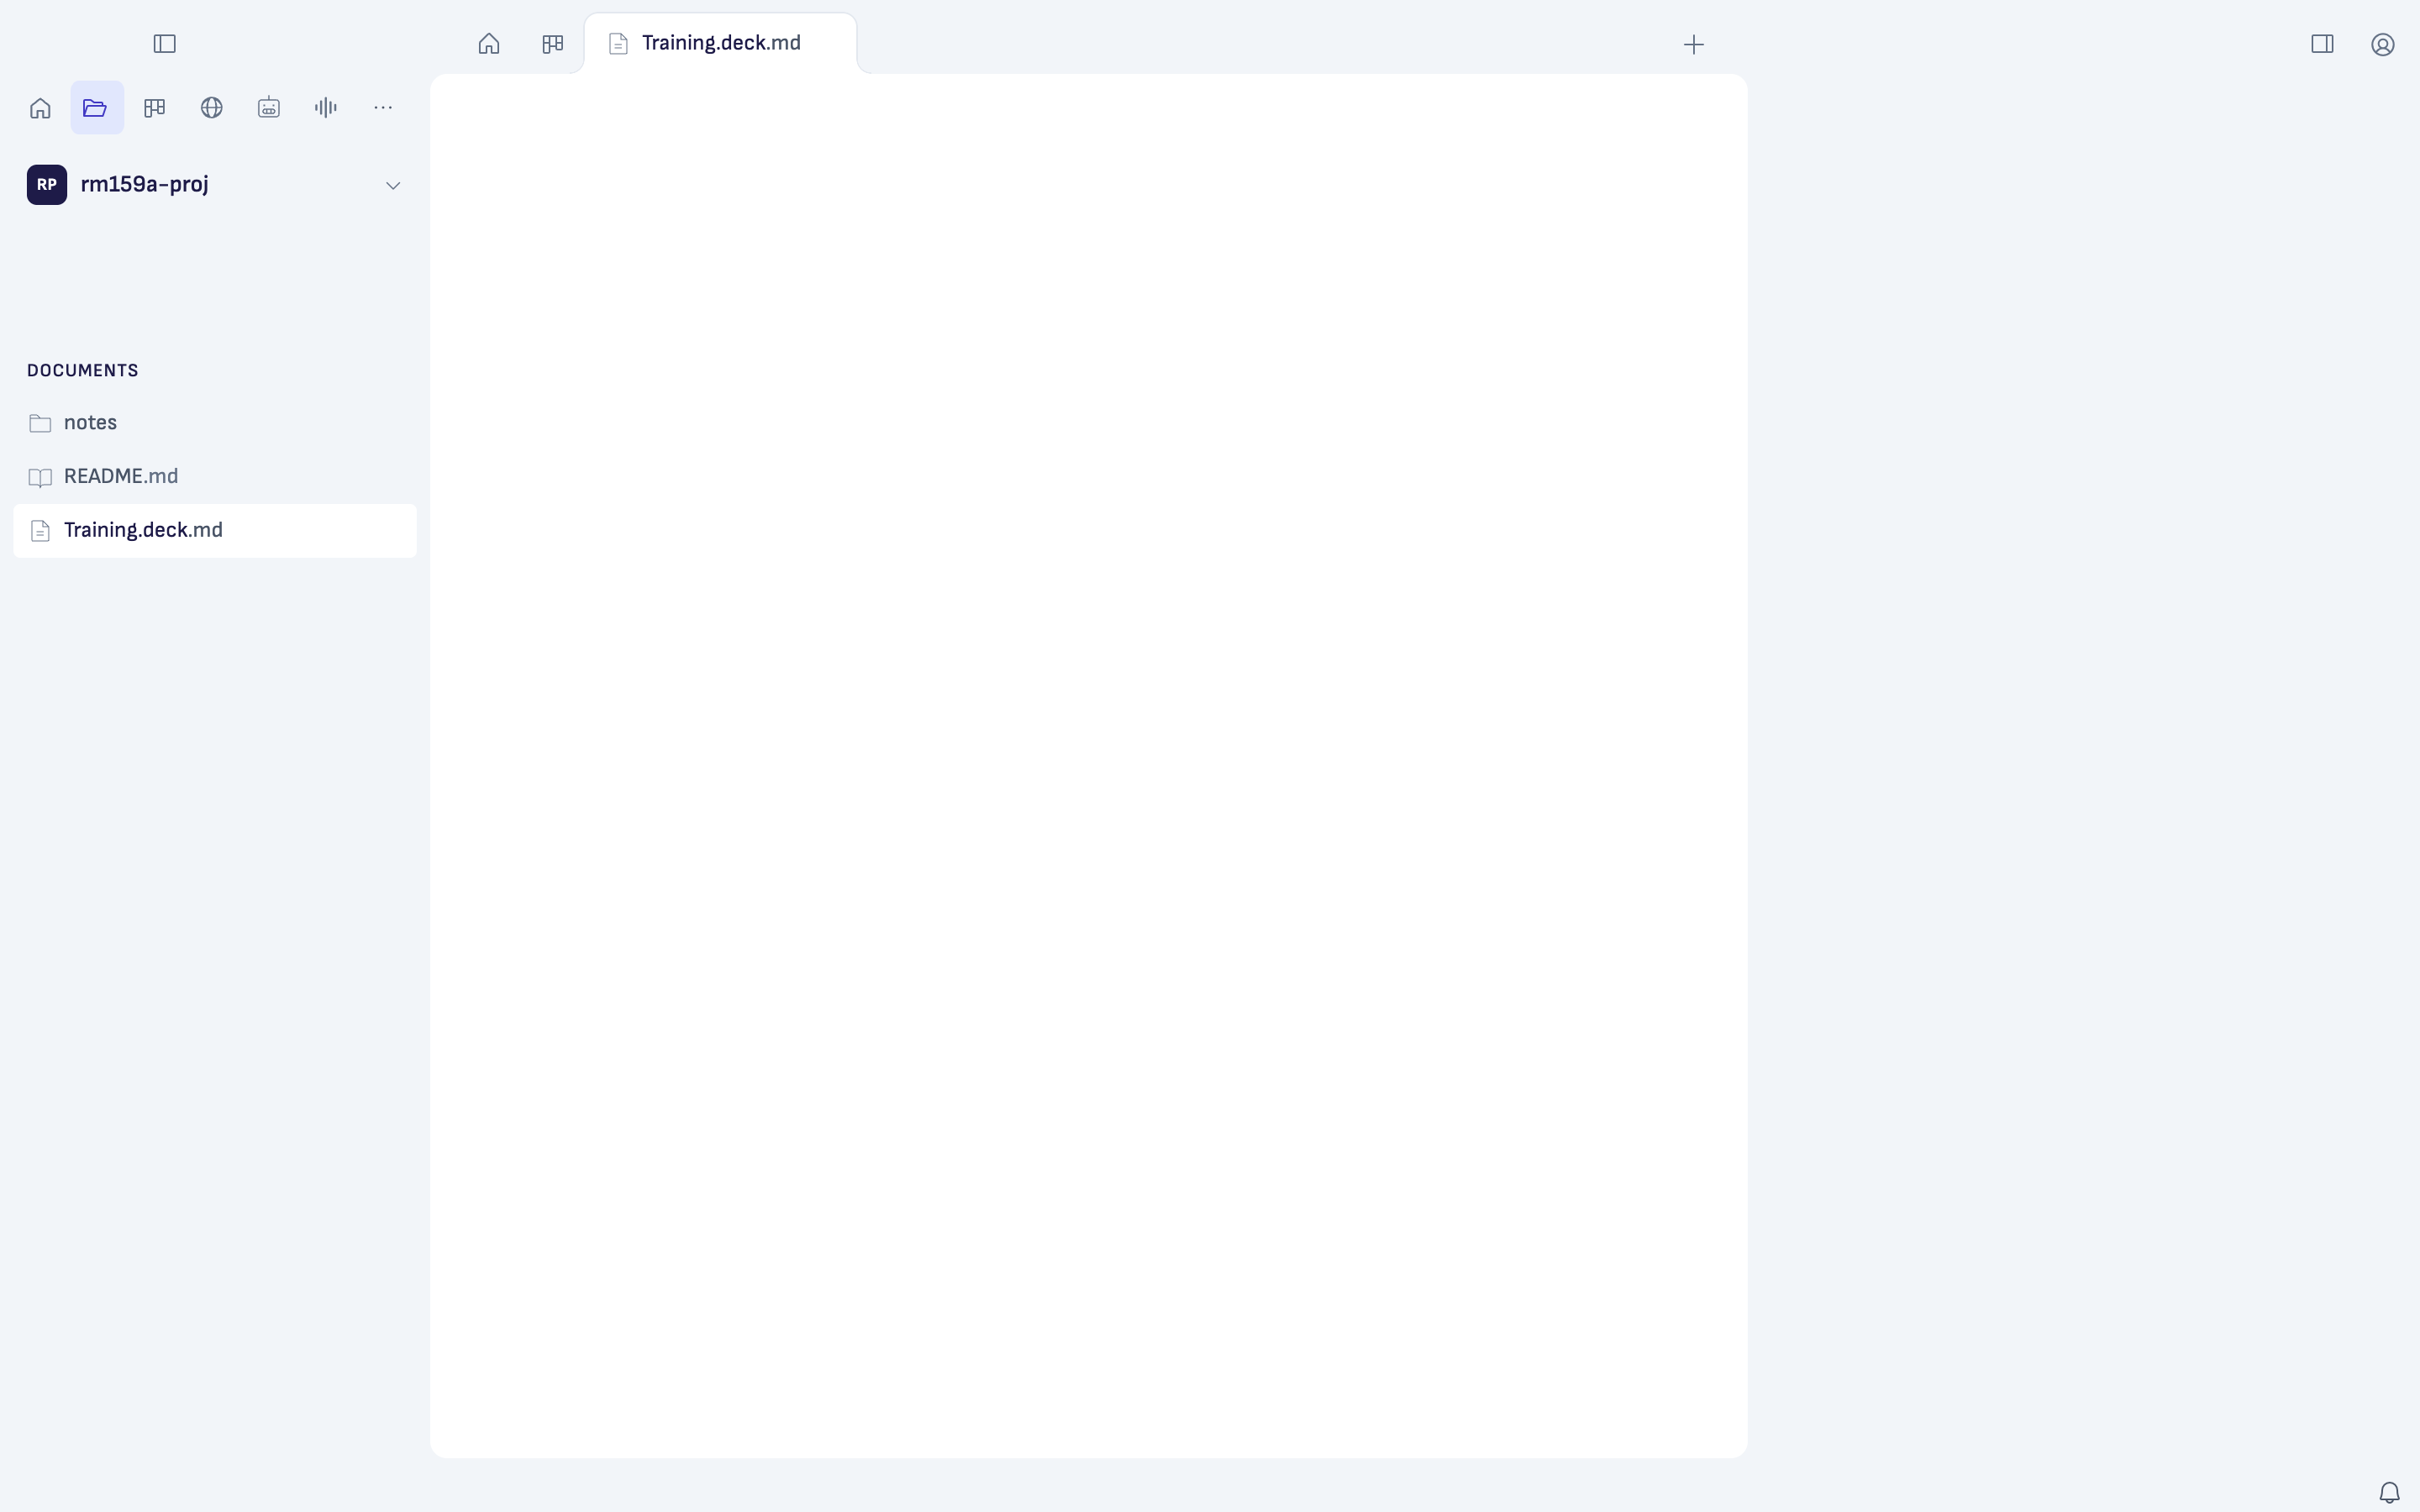 Training.deck.md
RP
rm159a-proj
DOCUMENTS
notes
README.md
Training.deck.md